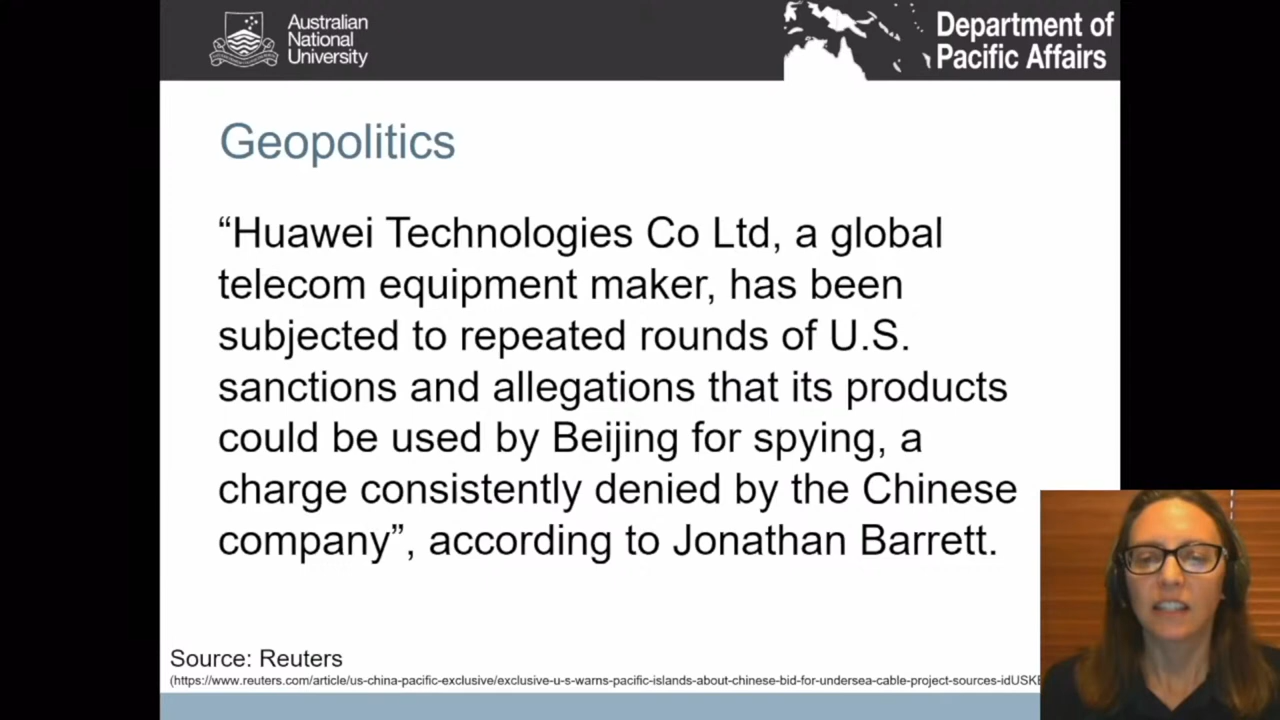 Australian
National
University
Department of
Pacific Affairs
Geopolitics
“Huawei Technologies Co Ltd, a global
telecom equipment maker, has been
subjected to repeated rounds of U.S.
sanctions and allegations that its products
could be used by Beijing for spying, a
charge consistently denied by the Chinese
company”, according to Jonathan Barrett.
Source: Reuters
(https://www.reuters.com/article/us-china-pacific-exclusive/exclusive-u-s-warns-pacific-islands-about-chinese-bid-for-undersea-cable-project-sources-idUSK